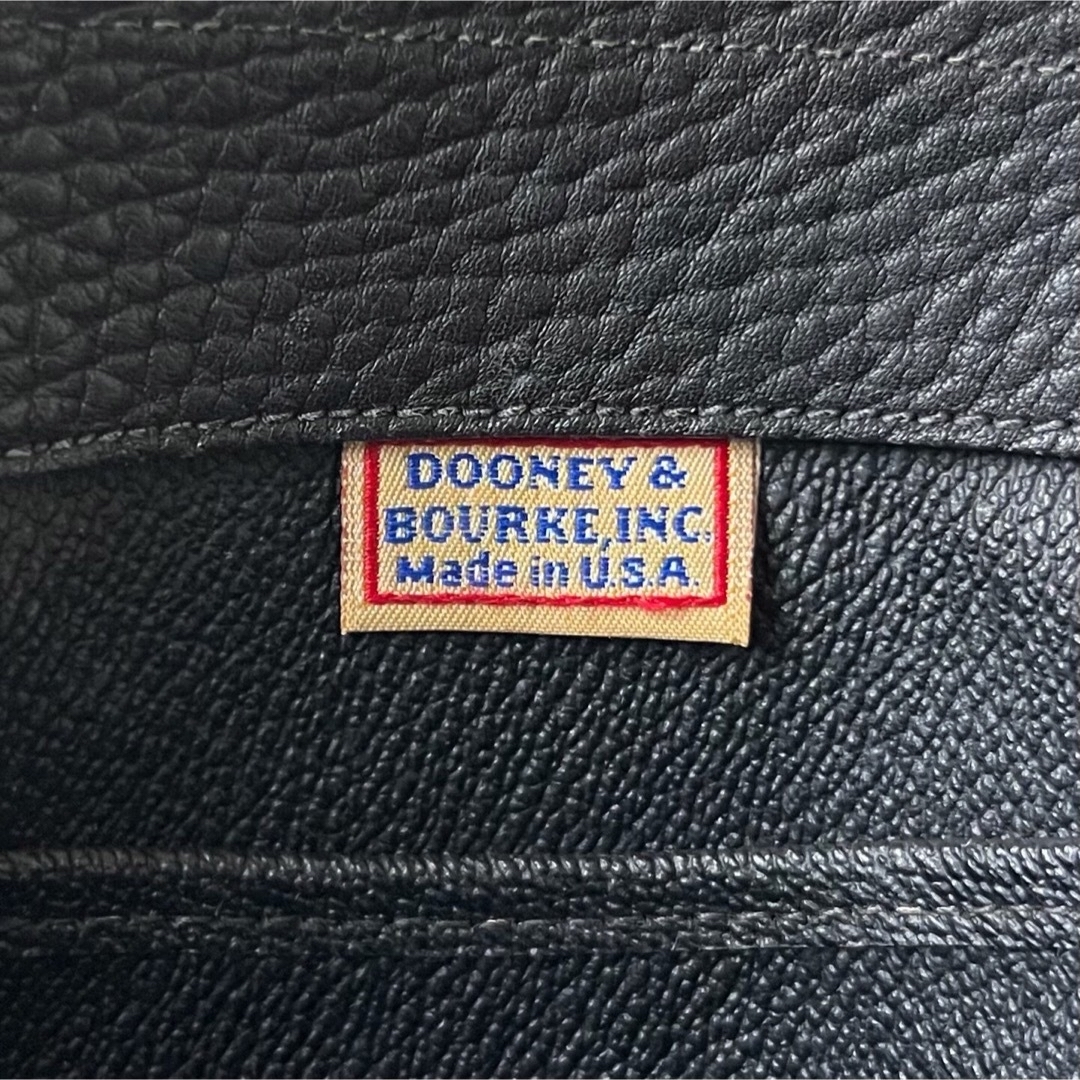 DOONEY &
BOURKE, INC.
Made in U.S.A.